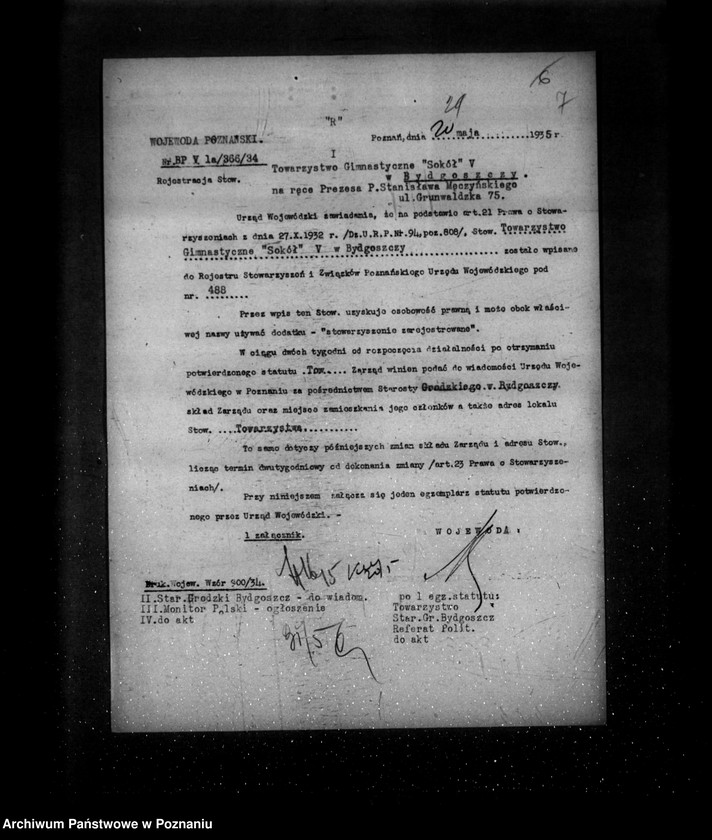 6
7
29
"R"
WOJEWODA POZNAŃSKI.
Poznań, dnia 20 maja 1935 r.
Nr. BP V 1a/366/34
I
Towarzystwo Gimnastyczne "Sokół" V
Rejestracja Stow.
w Bydgoszczy.
na ręce Prezesa P. Stanisława Męczyńskiego
ul. Grunwaldzka 75.
Urząd Wojewódzki zawiadamia, że na podstawie art.21 Prawa o Stowa-
rzyszeniach z dnia 27.X.1932 r. /Dz.U.R.P.Nr.94,poz.808/, Stow. Towarzystwo
Gimnastyczne "Sokół" V w Bydgoszczy .................... zostało wpisane
do Rejestru Stowarzyszeń i Związków Poznańskiego Urzędu Wojewódzkiego pod
nr. 488
Przez wpis ten Stow. uzyskuje osobowość prawną i może obok właści-
wej nazwy używać dodatku - "stowarzyszenie zarejestrowane".
W ciągu dwóch tygodni od rozpoczęcia działalności po otrzymaniu
potwierdzonego statutu .Tow.... Zarząd winien podać do wiadomości Urzędu Woje-
wódzkiego w Poznaniu za pośrednictwem Starosty Grodzkiego.w. Bydgoszczy.
skład Zarządu oraz miejsce zamieszkania jego członków a także adres lokalu
Stow. ....Towarzystwa...........
To samo dotyczy późniejszych zmian składu Zarządu i adresu Stow.,
licząc termin dwutygodniowy od dokonania zmiany /art.23 Prawa o Stowarzysze-
niach/.
Przy niniejszem załącza się jeden egzemplarz statutu potwierdzo-
nego przez Urząd Wojewódzki.-
1 załącznik.
WOJEWODA:
Druk.Wojew. Wzór 900/34.
II.Star.Grodzki Bydgoszcz - do wiadom.
III.Monitor Polski - ogłoszenie
IV.do akt
po 1 egz.statutu:
Towarzystwo
Star.Gr.Bydgoszcz
Referat Polit.
do akt
Archiwum Państwowe w Poznaniu